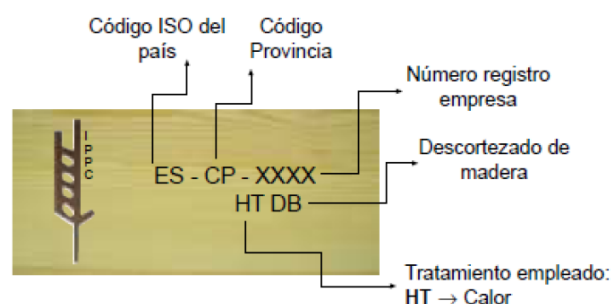 Código ISO del
país
Código
Provincia
Número registro
empresa
I
P
P
C
ES - CP - XXXX
HT DB
Descortezado de
madera
Tratamiento empleado:
HT → Calor